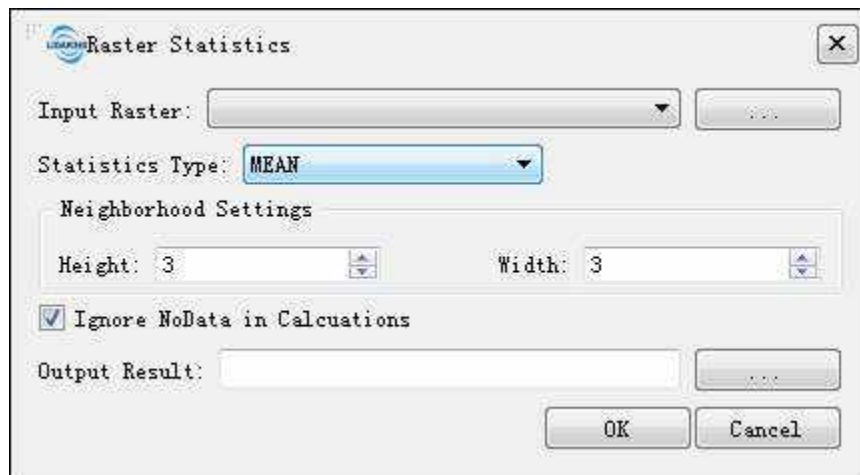 Raster Statistics
Input Raster: ...
Statistics Type: MEAN
Neighborhood Settings
Height: 3 Width: 3
Ignore NoData in Calcuations
Output Result: ...
OK Cancel